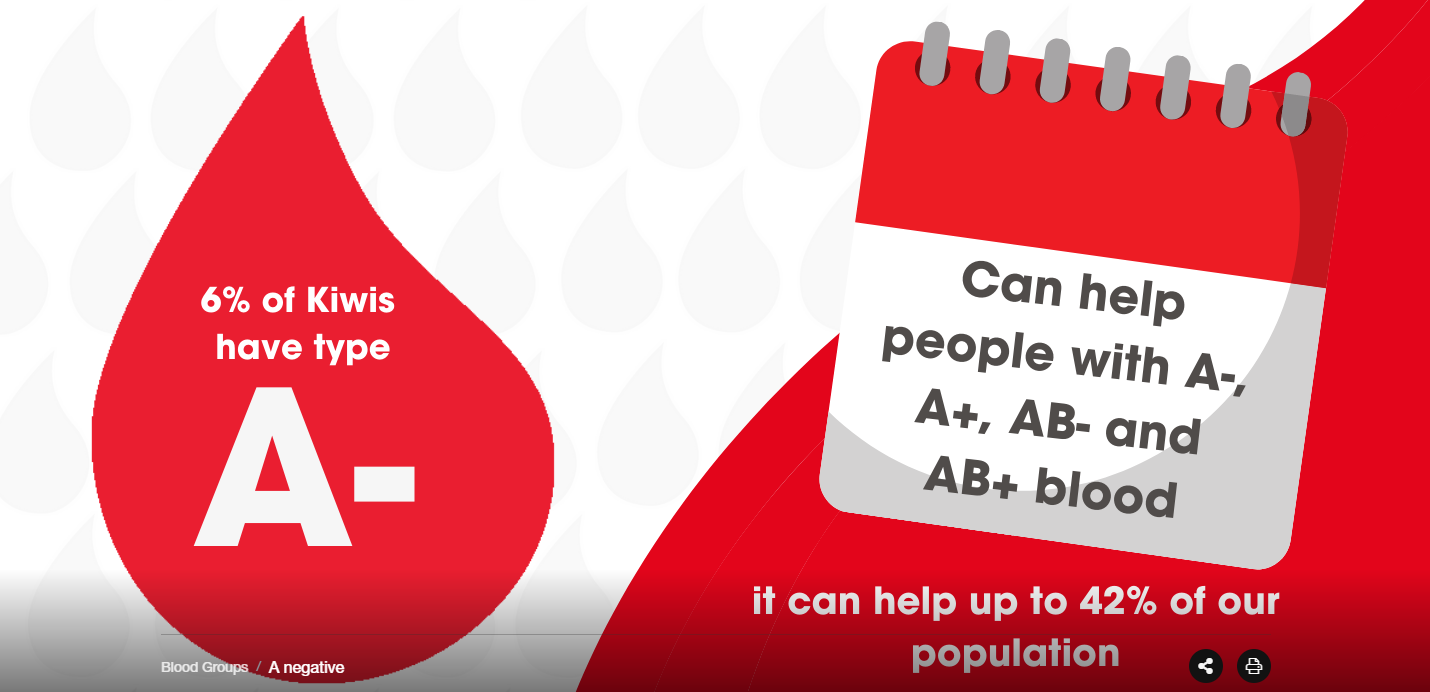 6% of Kiwis
have type
A-
Can help
people with A-,
A+, AB- and
AB+ blood
it can help up to 42% of our
population
Blood Groups / A negative